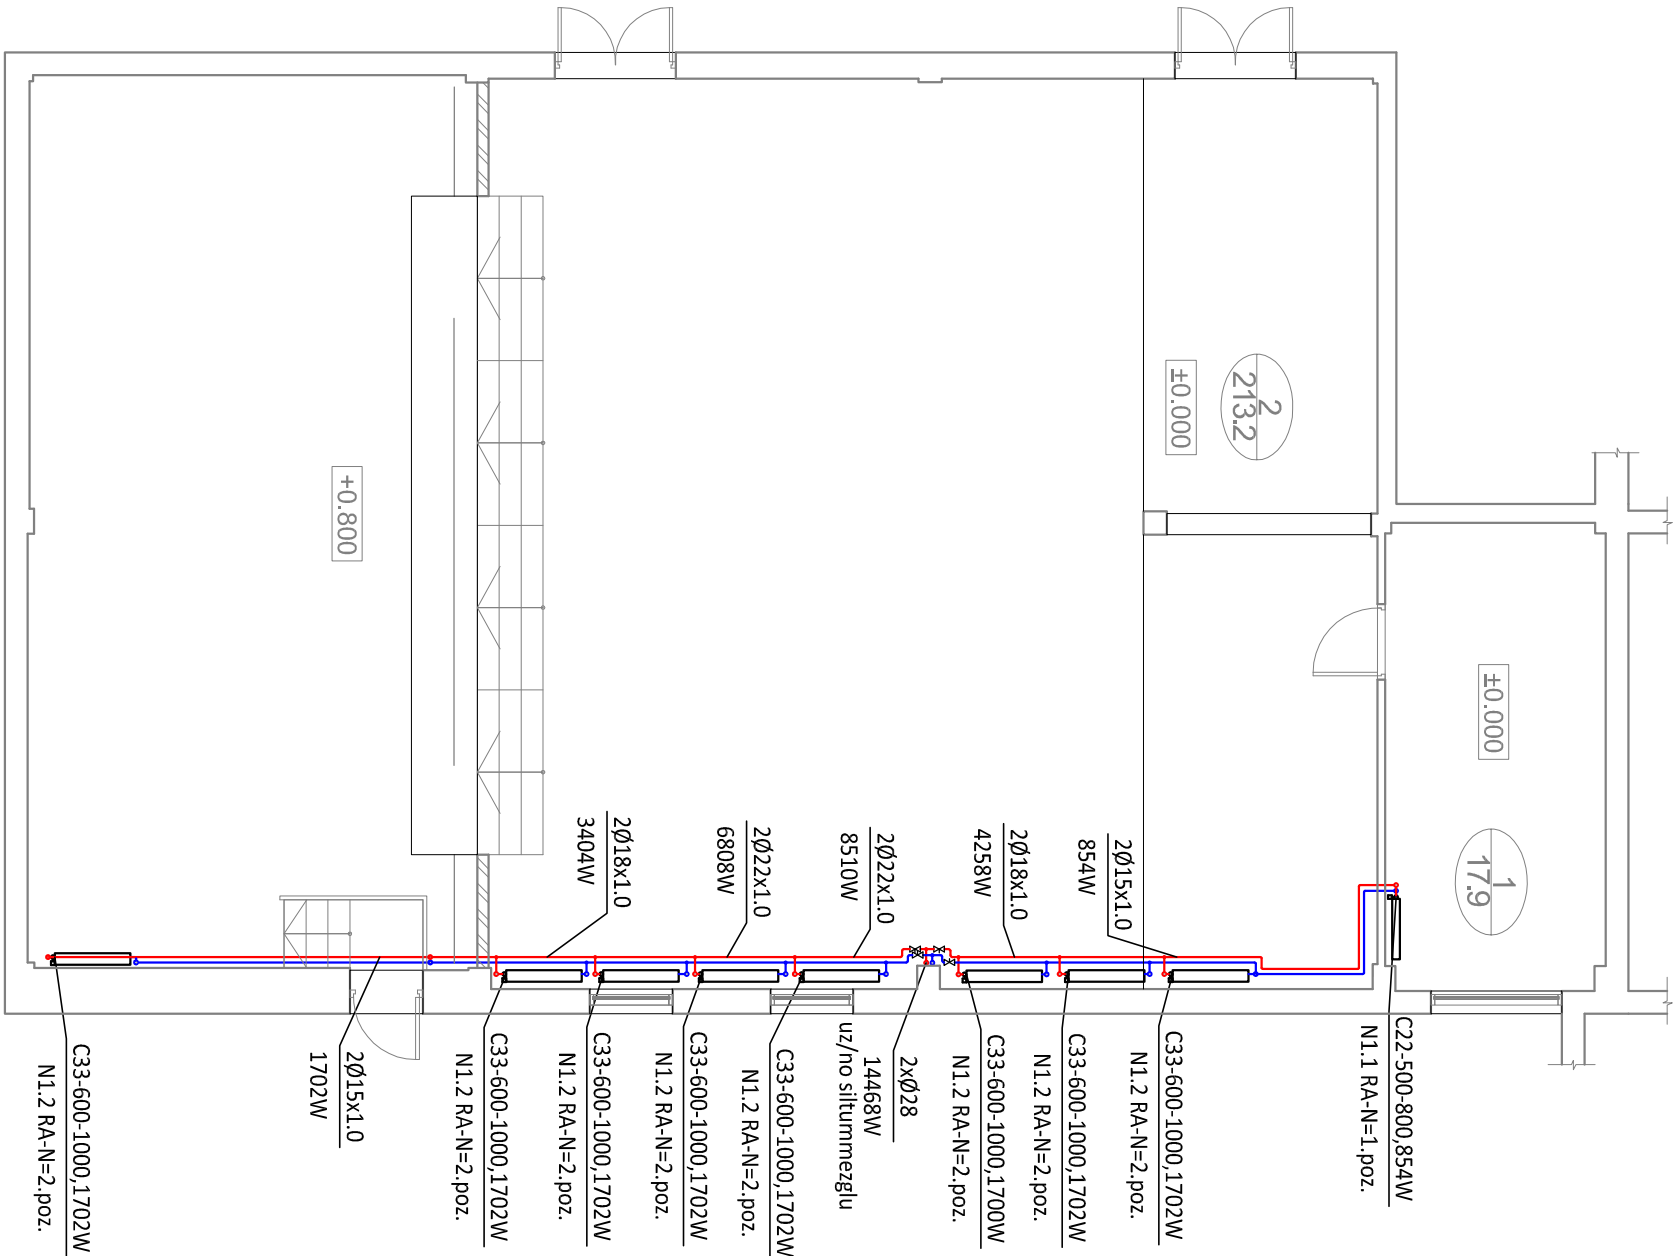 2
213.2
±0.000
+0.800
±0.000
1
17.9
2Ø18x1.0
3404W
2Ø22x1.0
6808W
2Ø22x1.0
8510W
2Ø18x1.0
4258W
2Ø15x1.0
854W
C22-500-800,854W
N1.1 RA-N=1.poz.
C33-600-1000,1702W
N1.2 RA-N=2.poz.
C33-600-1000,1702W
N1.2 RA-N=2.poz.
C33-600-1000,1700W
N1.2 RA-N=2.poz.
2xØ28
14468W
uz/no siltummezglu
C33-600-1000,1702W
N1.2 RA-N=2.poz.
C33-600-1000,1702W
N1.2 RA-N=2.poz.
C33-600-1000,1702W
N1.2 RA-N=2.poz.
C33-600-1000,1702W
N1.2 RA-N=2.poz.
2Ø15x1.0
1702W
C33-600-1000,1702W
N1.2 RA-N=2.poz.